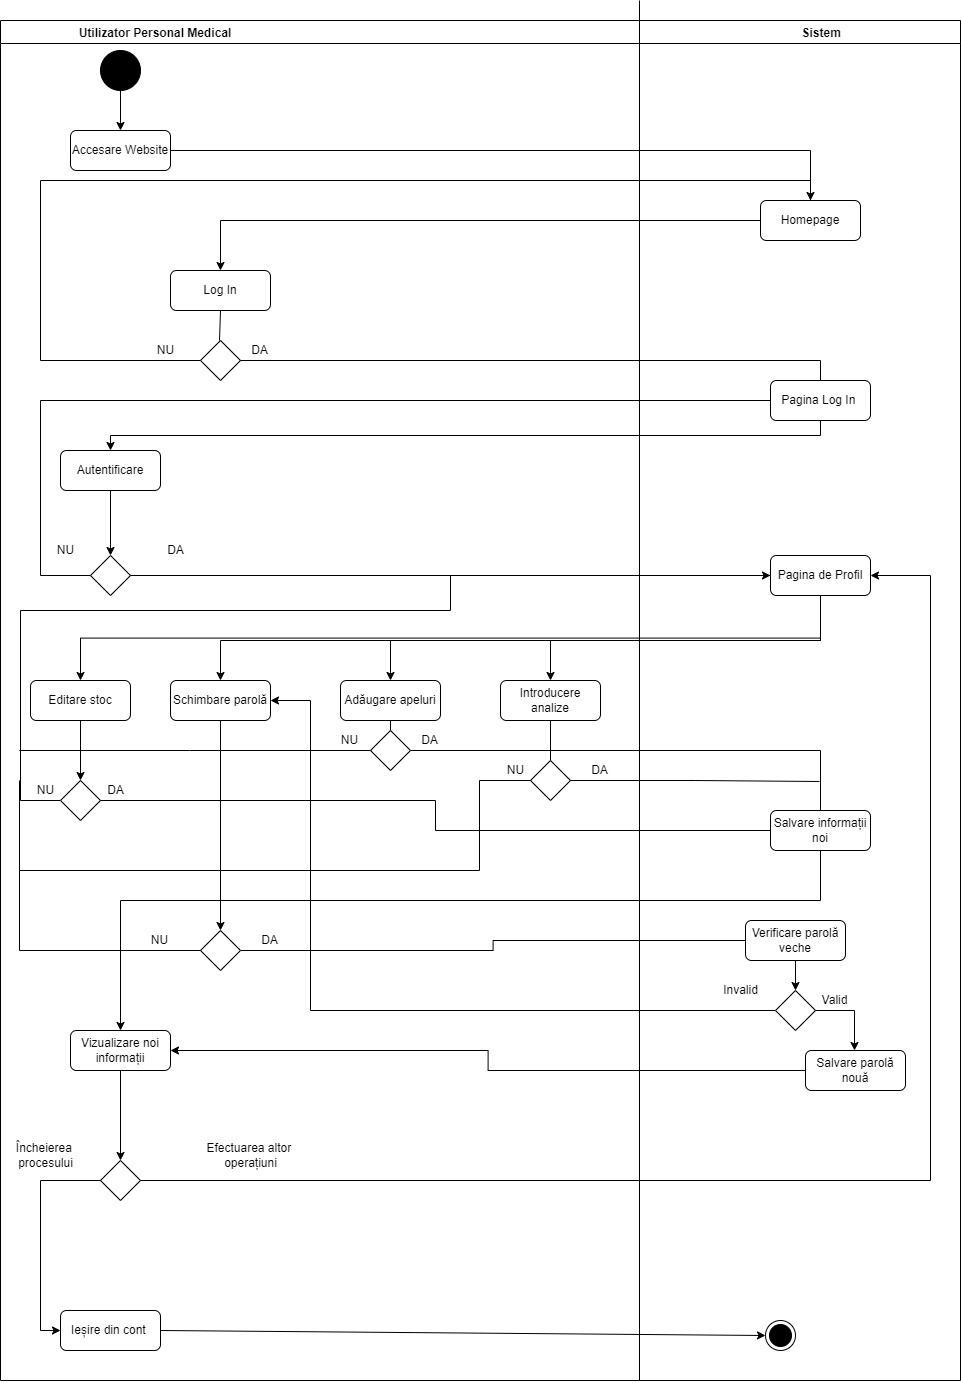 Utilizator Personal Medical
Sistem
Accesare Website
Homepage
Log In
NU
DA
Pagina Log In
Autentificare
NU
DA
Pagina de Profil
Editare stoc
Schimbare parolă
Adăugare apeluri
Introducere
analize
NU
DA
NU
DA
NU
DA
Salvare informații
noi
NU
DA
Verificare parolă
veche
Invalid
Valid
Vizualizare noi
informații
Salvare parolă
nouă
Încheierea
procesului
Efectuarea altor
operațiuni
Ieșire din cont